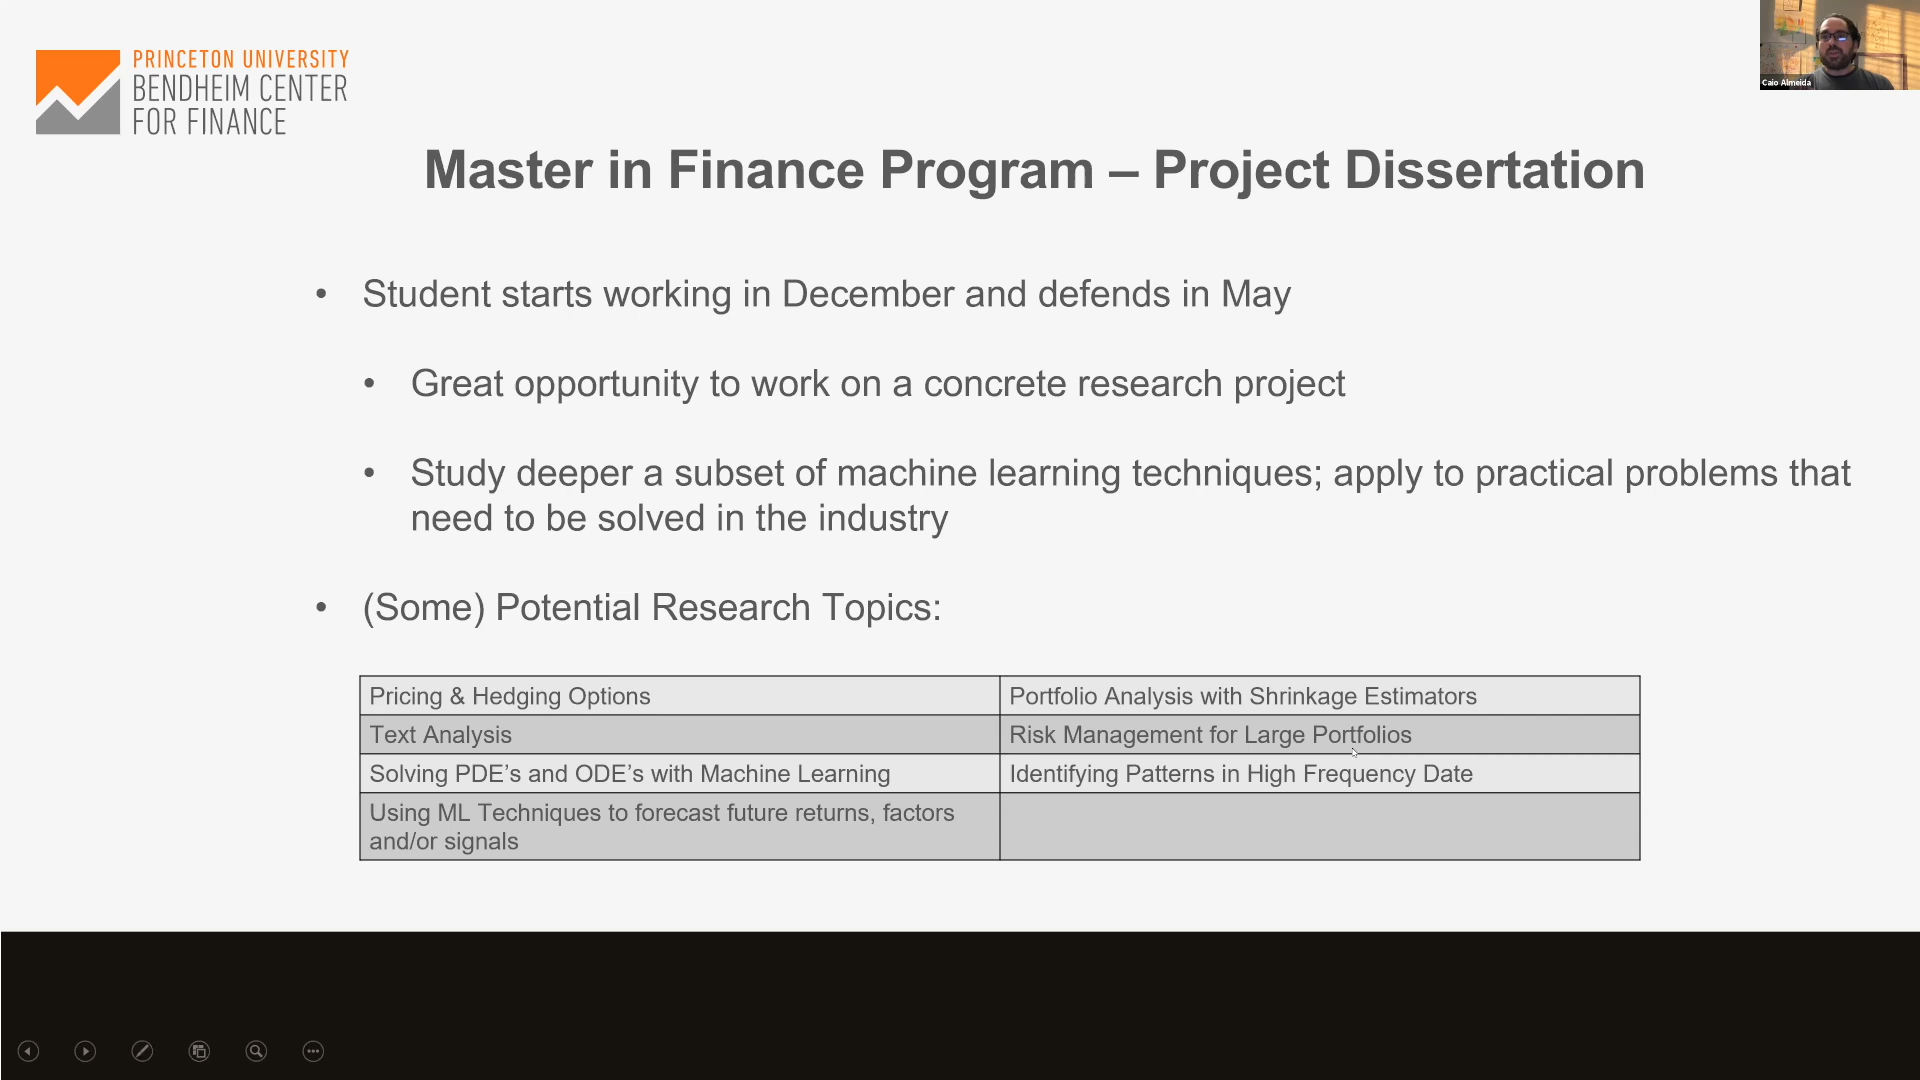 PRINCETON UNIVERSITY
BENDHEIM CENTER
FOR FINANCE
Caio Almeida
Master in Finance Program – Project Dissertation
• Student starts working in December and defends in May
• Great opportunity to work on a concrete research project
• Study deeper a subset of machine learning techniques; apply to practical problems that
need to be solved in the industry
• (Some) Potential Research Topics:
Pricing & Hedging Options
Portfolio Analysis with Shrinkage Estimators
Text Analysis
Risk Management for Large Portfolios
Solving PDE’s and ODE’s with Machine Learning
Identifying Patterns in High Frequency Date
Using ML Techniques to forecast future returns, factors
and/or signals